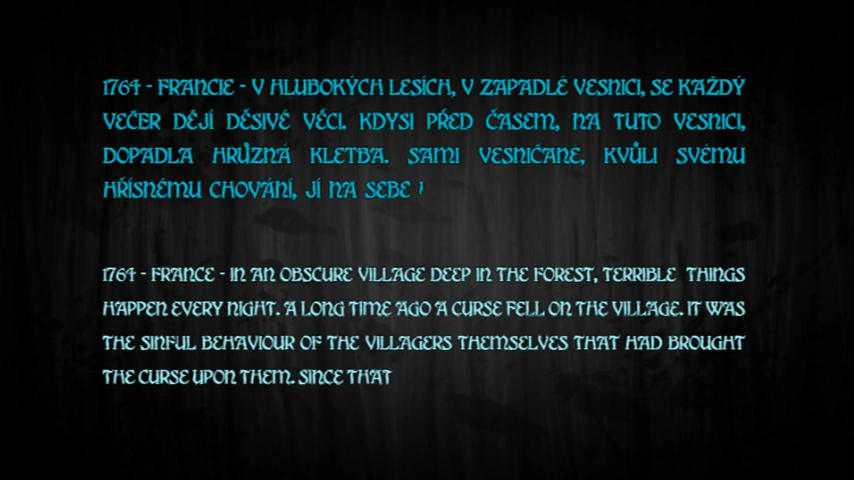 1764 - FRANCIE - V HLUBOKÝCH LESÍCH, V ZAPADLÉ VESNICI, SE KAŽDÝ
VEČER DĚJÍ DĚSIVÉ VĚCI. KDYSI PŘED ČASEM, NA TUTO VESNICI,
DOPADLA HRŮZNÁ KLETBA. SAMI VESNIČANE, KVŮLI SVÉMU
HŘÍSNÉMU CHOVÁNÍ, JÍ NA SEBE
1764 - FRANCE - IN AN OBSCURE VILLAGE DEEP IN THE FOREST, TERRIBLE THINGS
HAPPEN EVERY NIGHT. A LONG TIME AGO A CURSE FELL ON THE VILLAGE. IT WAS
THE SINFUL BEHAVIOUR OF THE VILLAGERS THEMSELVES THAT HAD BROUGHT
THE CURSE UPON THEM. SINCE THAT